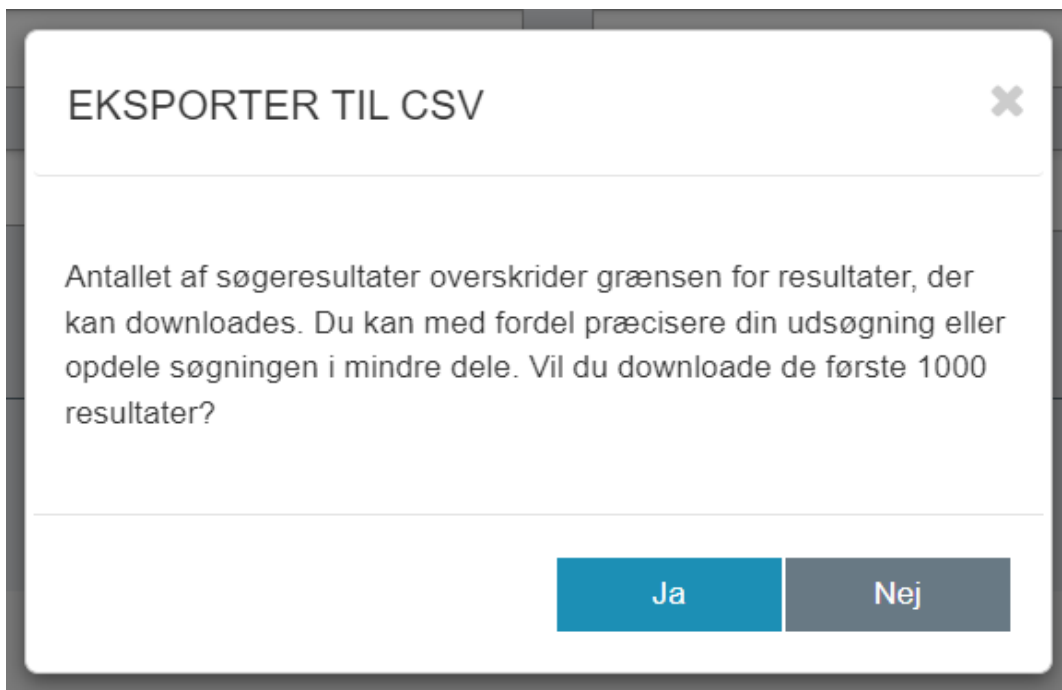 EKSPORTER TIL CSV
Antallet af søgeresultater overskrider grænsen for resultater, der
kan downloades. Du kan med fordel præcisere din udsøgning eller
opdele søgningen i mindre dele. Vil du downloade de første 1000
resultater?
Ja Nej